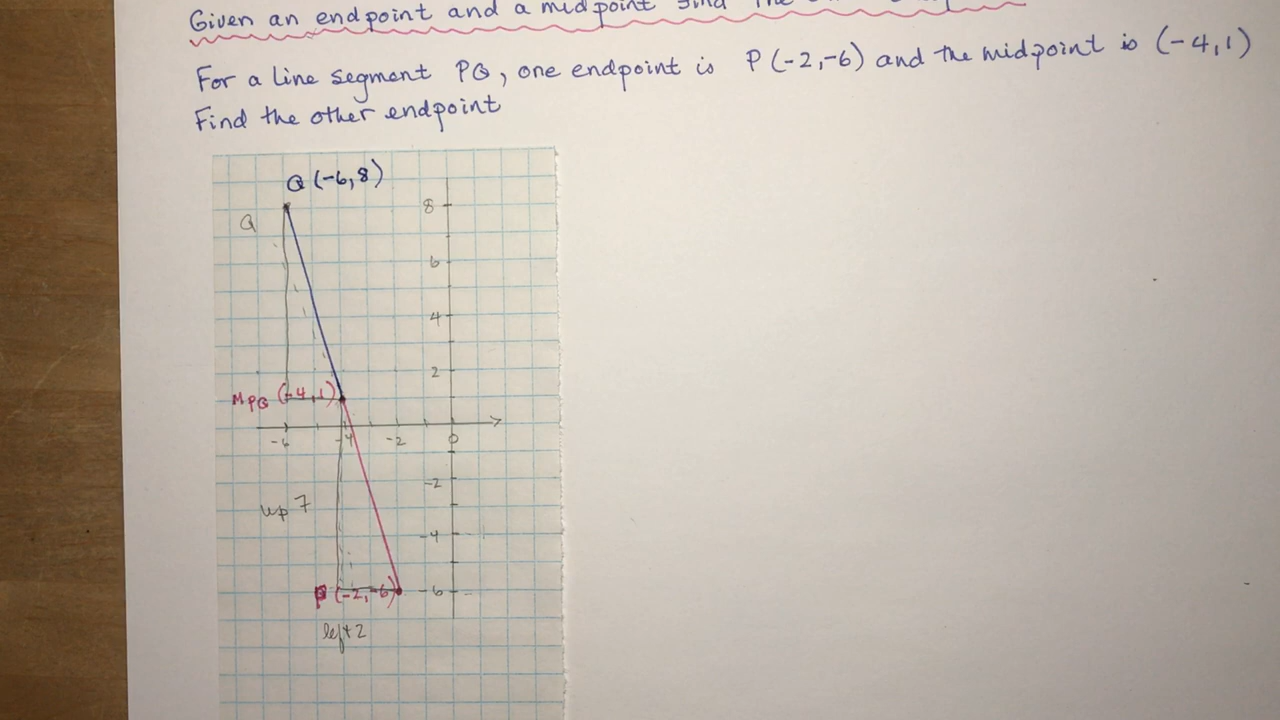 Given an endpoint and a midpoint find the
For a line segment PQ, one endpoint is P(-2,-6) and the midpoint is (-4,1)
Find the other endpoint
Q(-6,8)
Q
8
6
4
2
MPQ (-4,1)
-6 -4 -2 0
-2
up 7
-4
P(-2,-6) -6
left 2